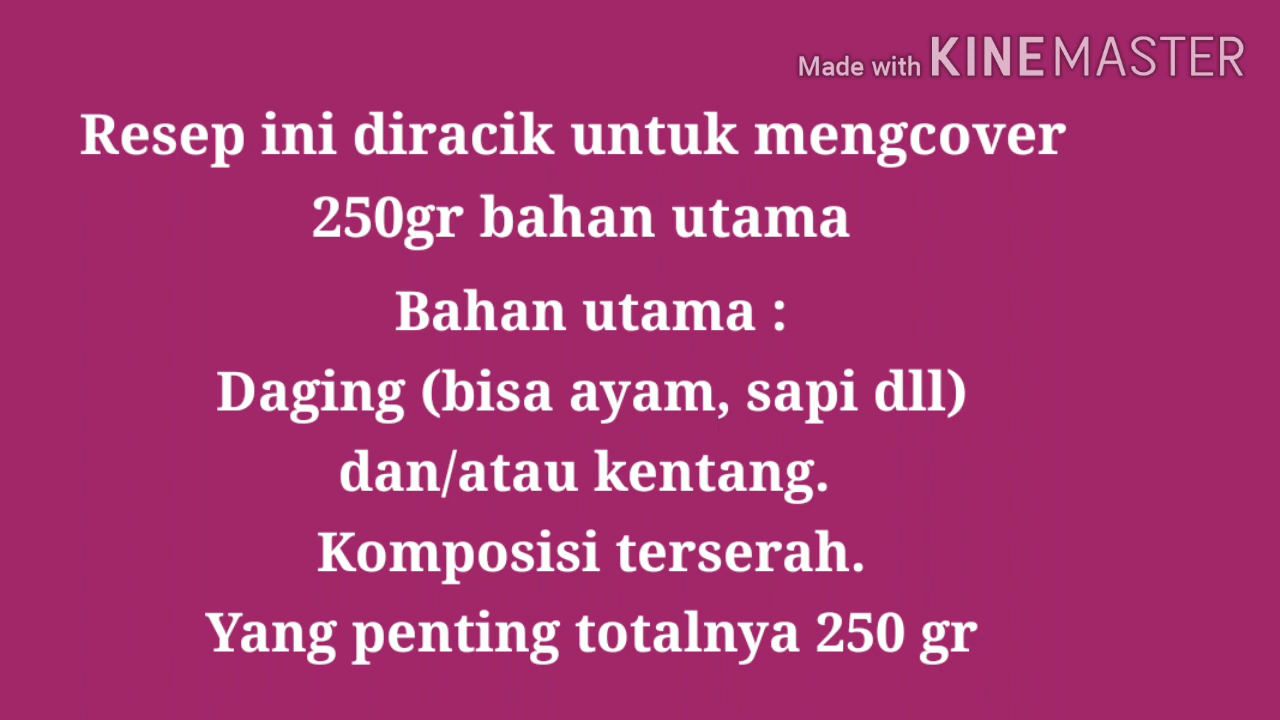 Made with KINEMASTER
Resep ini diracik untuk mengcover
250gr bahan utama
Bahan utama :
Daging (bisa ayam, sapi dll)
dan/atau kentang.
Komposisi terserah.
Yang penting totalnya 250 gr